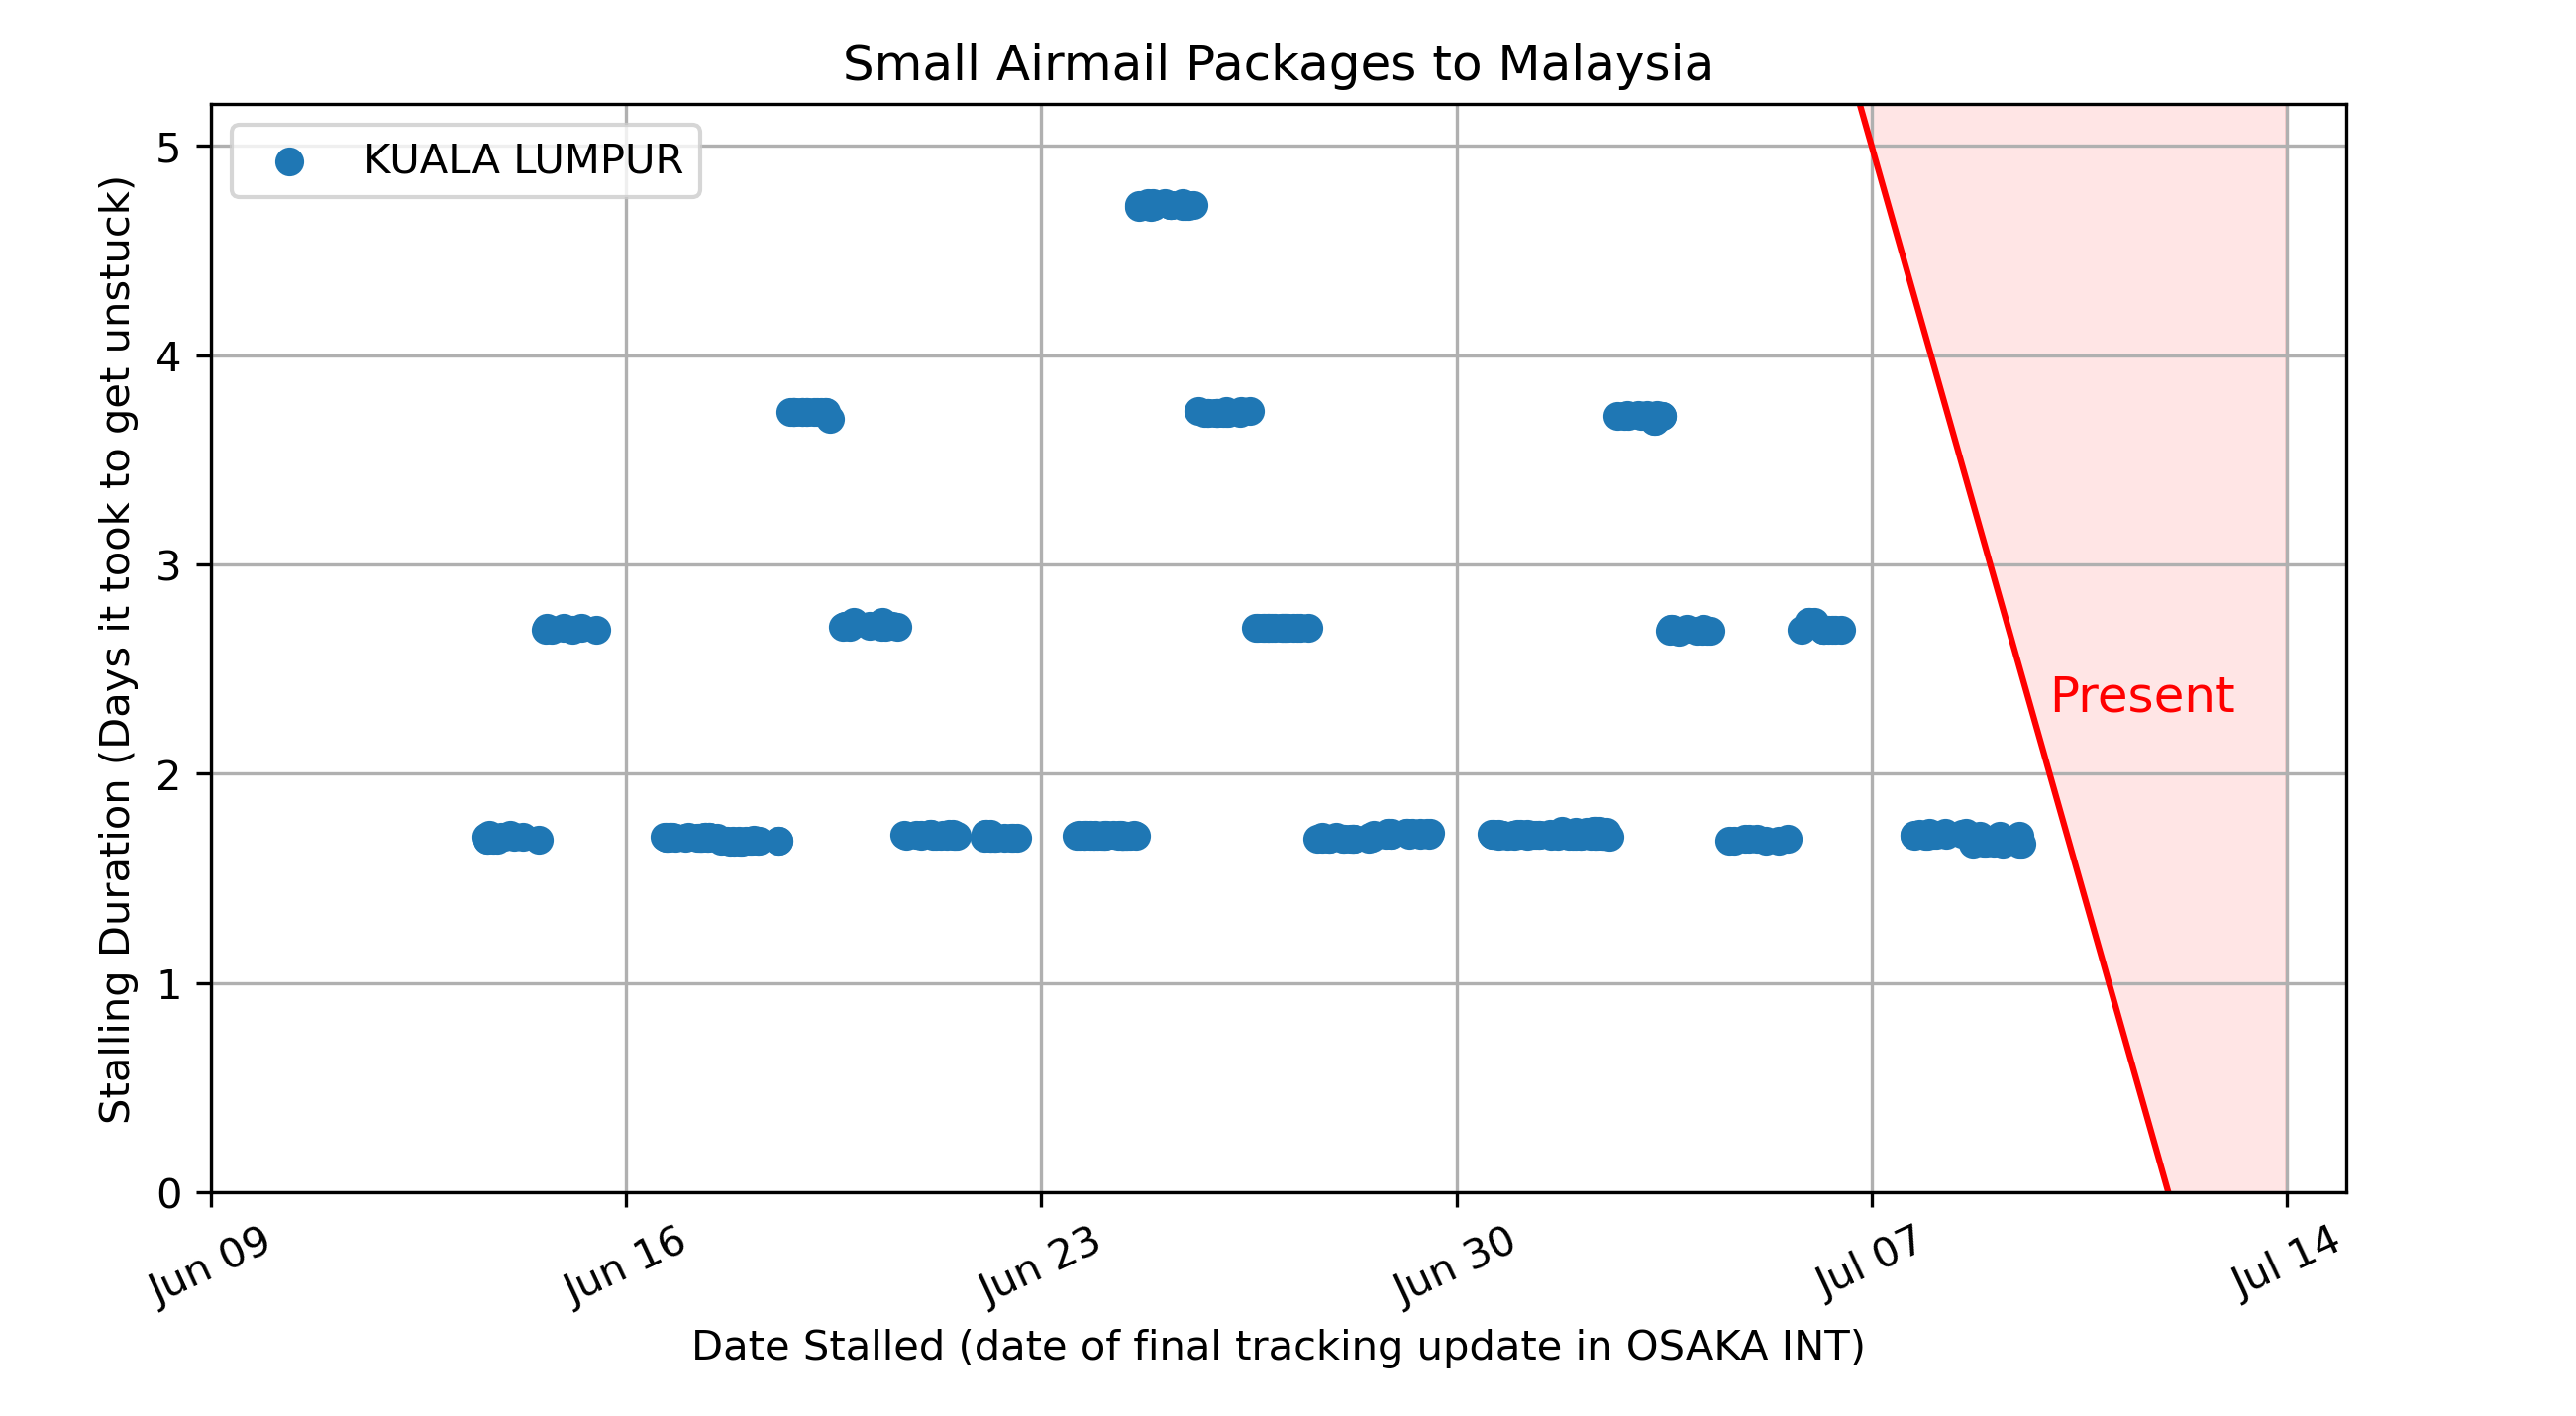 Small Airmail Packages to Malaysia
KUALA LUMPUR
Stalling Duration (Days it took to get unstuck)
5
4
3
2
1
0
Present
Jun 09
Jun 16
Jun 23
Jun 30
Jul 07
Jul 14
Date Stalled (date of final tracking update in OSAKA INT)